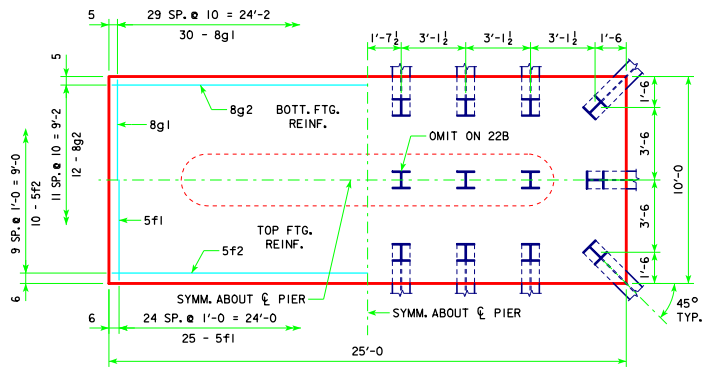 5
29 SP. @ 10 = 24'-2
30 - 8g1
1'-7½
3'-1½
3'-1½
3'-1½
1'-6
5
11 SP. @ 10 = 9'-2
12 - 8g2
9 SP. @ 1'-0 = 9'-0
10 - 5f2
6
8g2
8g1
BOTT. FTG.
REINF.
OMIT ON 22B
5f1
TOP FTG.
REINF.
5f2
SYMM. ABOUT ℄ PIER
SYMM. ABOUT ℄ PIER
1'-6
3'-6
3'-6
1'-6
10'-0
45°
TYP.
6
24 SP. @ 1'-0 = 24'-0
25 - 5f1
25'-0